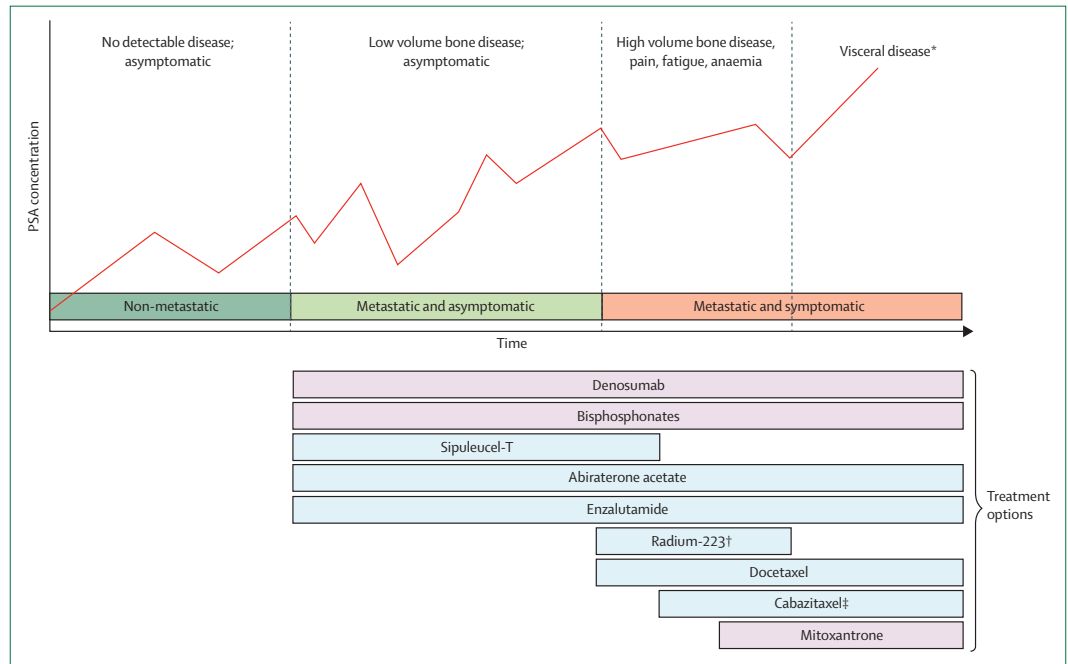 No detectable disease;
asymptomatic
Low volume bone disease;
asymptomatic
High volume bone disease,
pain, fatigue, anaemia
Visceral disease*
PSA concentration
Non-metastatic
Metastatic and asymptomatic
Metastatic and symptomatic
Time
Denosumab
Bisphosphonates
Sipuleucel-T
Abiraterone acetate
Enzalutamide
Radium-223†
Docetaxel
Cabazitaxel‡
Mitoxantrone
Treatment
options